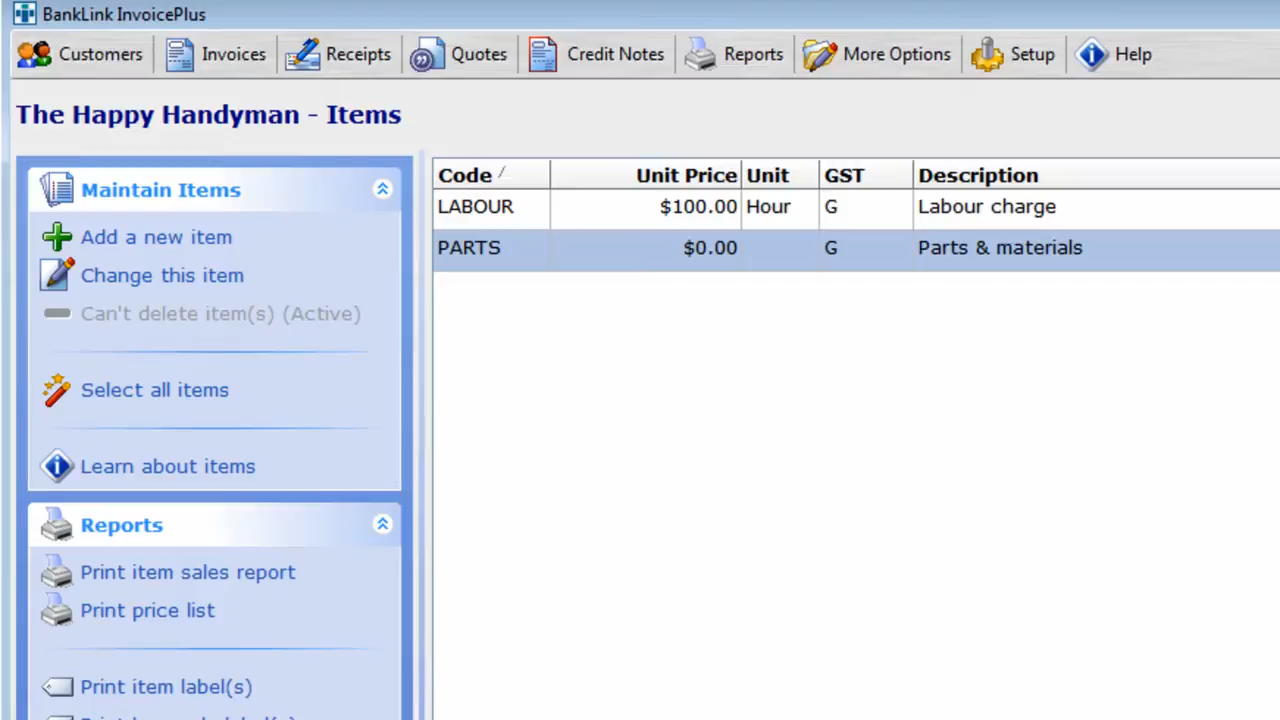 BankLink InvoicePlus
Customers Invoices Receipts Quotes Credit Notes Reports More Options Setup Help
The Happy Handyman - Items
Maintain Items
Add a new item
Change this item
Can't delete item(s) (Active)
Select all items
Learn about items
Reports
Print item sales report
Print price list
Print item label(s)
Code Unit Price Unit GST Description
LABOUR $100.00 Hour G Labour charge
PARTS $0.00 G Parts & materials